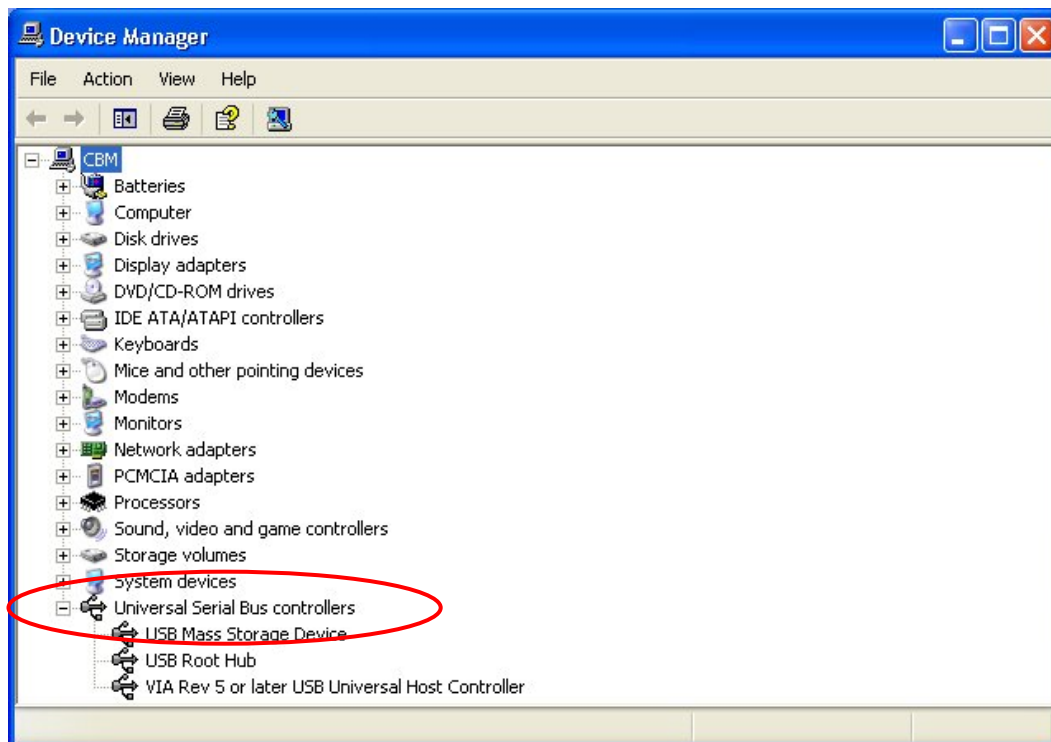 Device Manager
File Action View Help
CBM
Batteries
Computer
Disk drives
Display adapters
DVD/CD-ROM drives
IDE ATA/ATAPI controllers
Keyboards
Mice and other pointing devices
Modems
Monitors
Network adapters
PCMCIA adapters
Processors
Sound, video and game controllers
Storage volumes
System devices
Universal Serial Bus controllers
USB Mass Storage Device
USB Root Hub
VIA Rev 5 or later USB Universal Host Controller